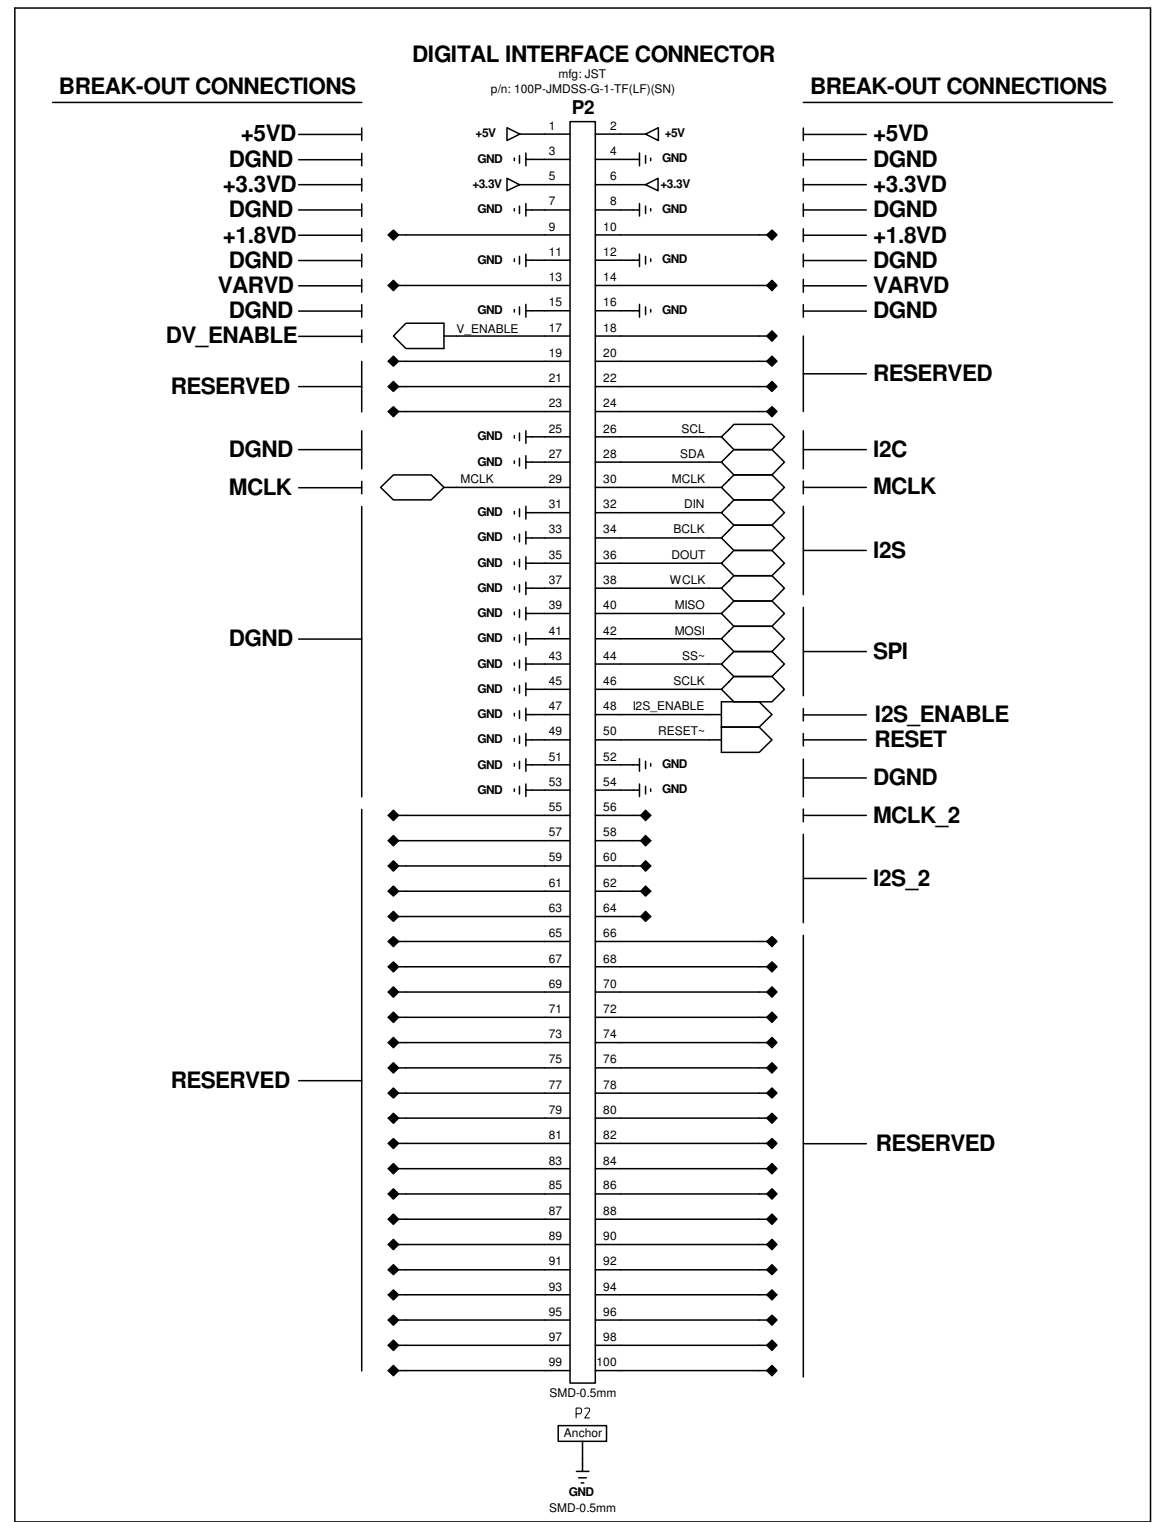 DIGITAL INTERFACE CONNECTOR
mfg: JST
p/n: 100P-JMDSS-G-1-TF(LF)(SN)
BREAK-OUT CONNECTIONS BREAK-OUT CONNECTIONS
P2
+5VD +5V 1 2 +5V +5VD
DGND GND 3 4 GND DGND
+3.3VD +3.3V 5 6 +3.3V +3.3VD
DGND GND 7 8 GND DGND
+1.8VD 9 10 +1.8VD
DGND GND 11 12 GND DGND
VARVD 13 14 VARVD
DGND GND 15 16 GND DGND
DV_ENABLE V_ENABLE 17 18
19 20
RESERVED 21 22 RESERVED
23 24
GND 25 26 SCL
DGND GND 27 28 SDA I2C
MCLK MCLK 29 30 MCLK MCLK
GND 31 32 DIN
GND 33 34 BCLK I2S
GND 35 36 DOUT
GND 37 38 WCLK
GND 39 40 MISO
DGND GND 41 42 MOSI
GND 43 44 SS~ SPI
GND 45 46 SCLK
GND 47 48 I2S_ENABLE I2S_ENABLE
GND 49 50 RESET~ RESET
GND 51 52 GND DGND
GND 53 54 GND
55 56 MCLK_2
57 58
59 60 I2S_2
61 62
63 64
65 66
67 68
69 70
71 72
73 74
75 76
RESERVED 77 78
79 80
81 82 RESERVED
83 84
85 86
87 88
89 90
91 92
93 94
95 96
97 98
99 100
SMD-0.5mm
P2
Anchor
GND
SMD-0.5mm